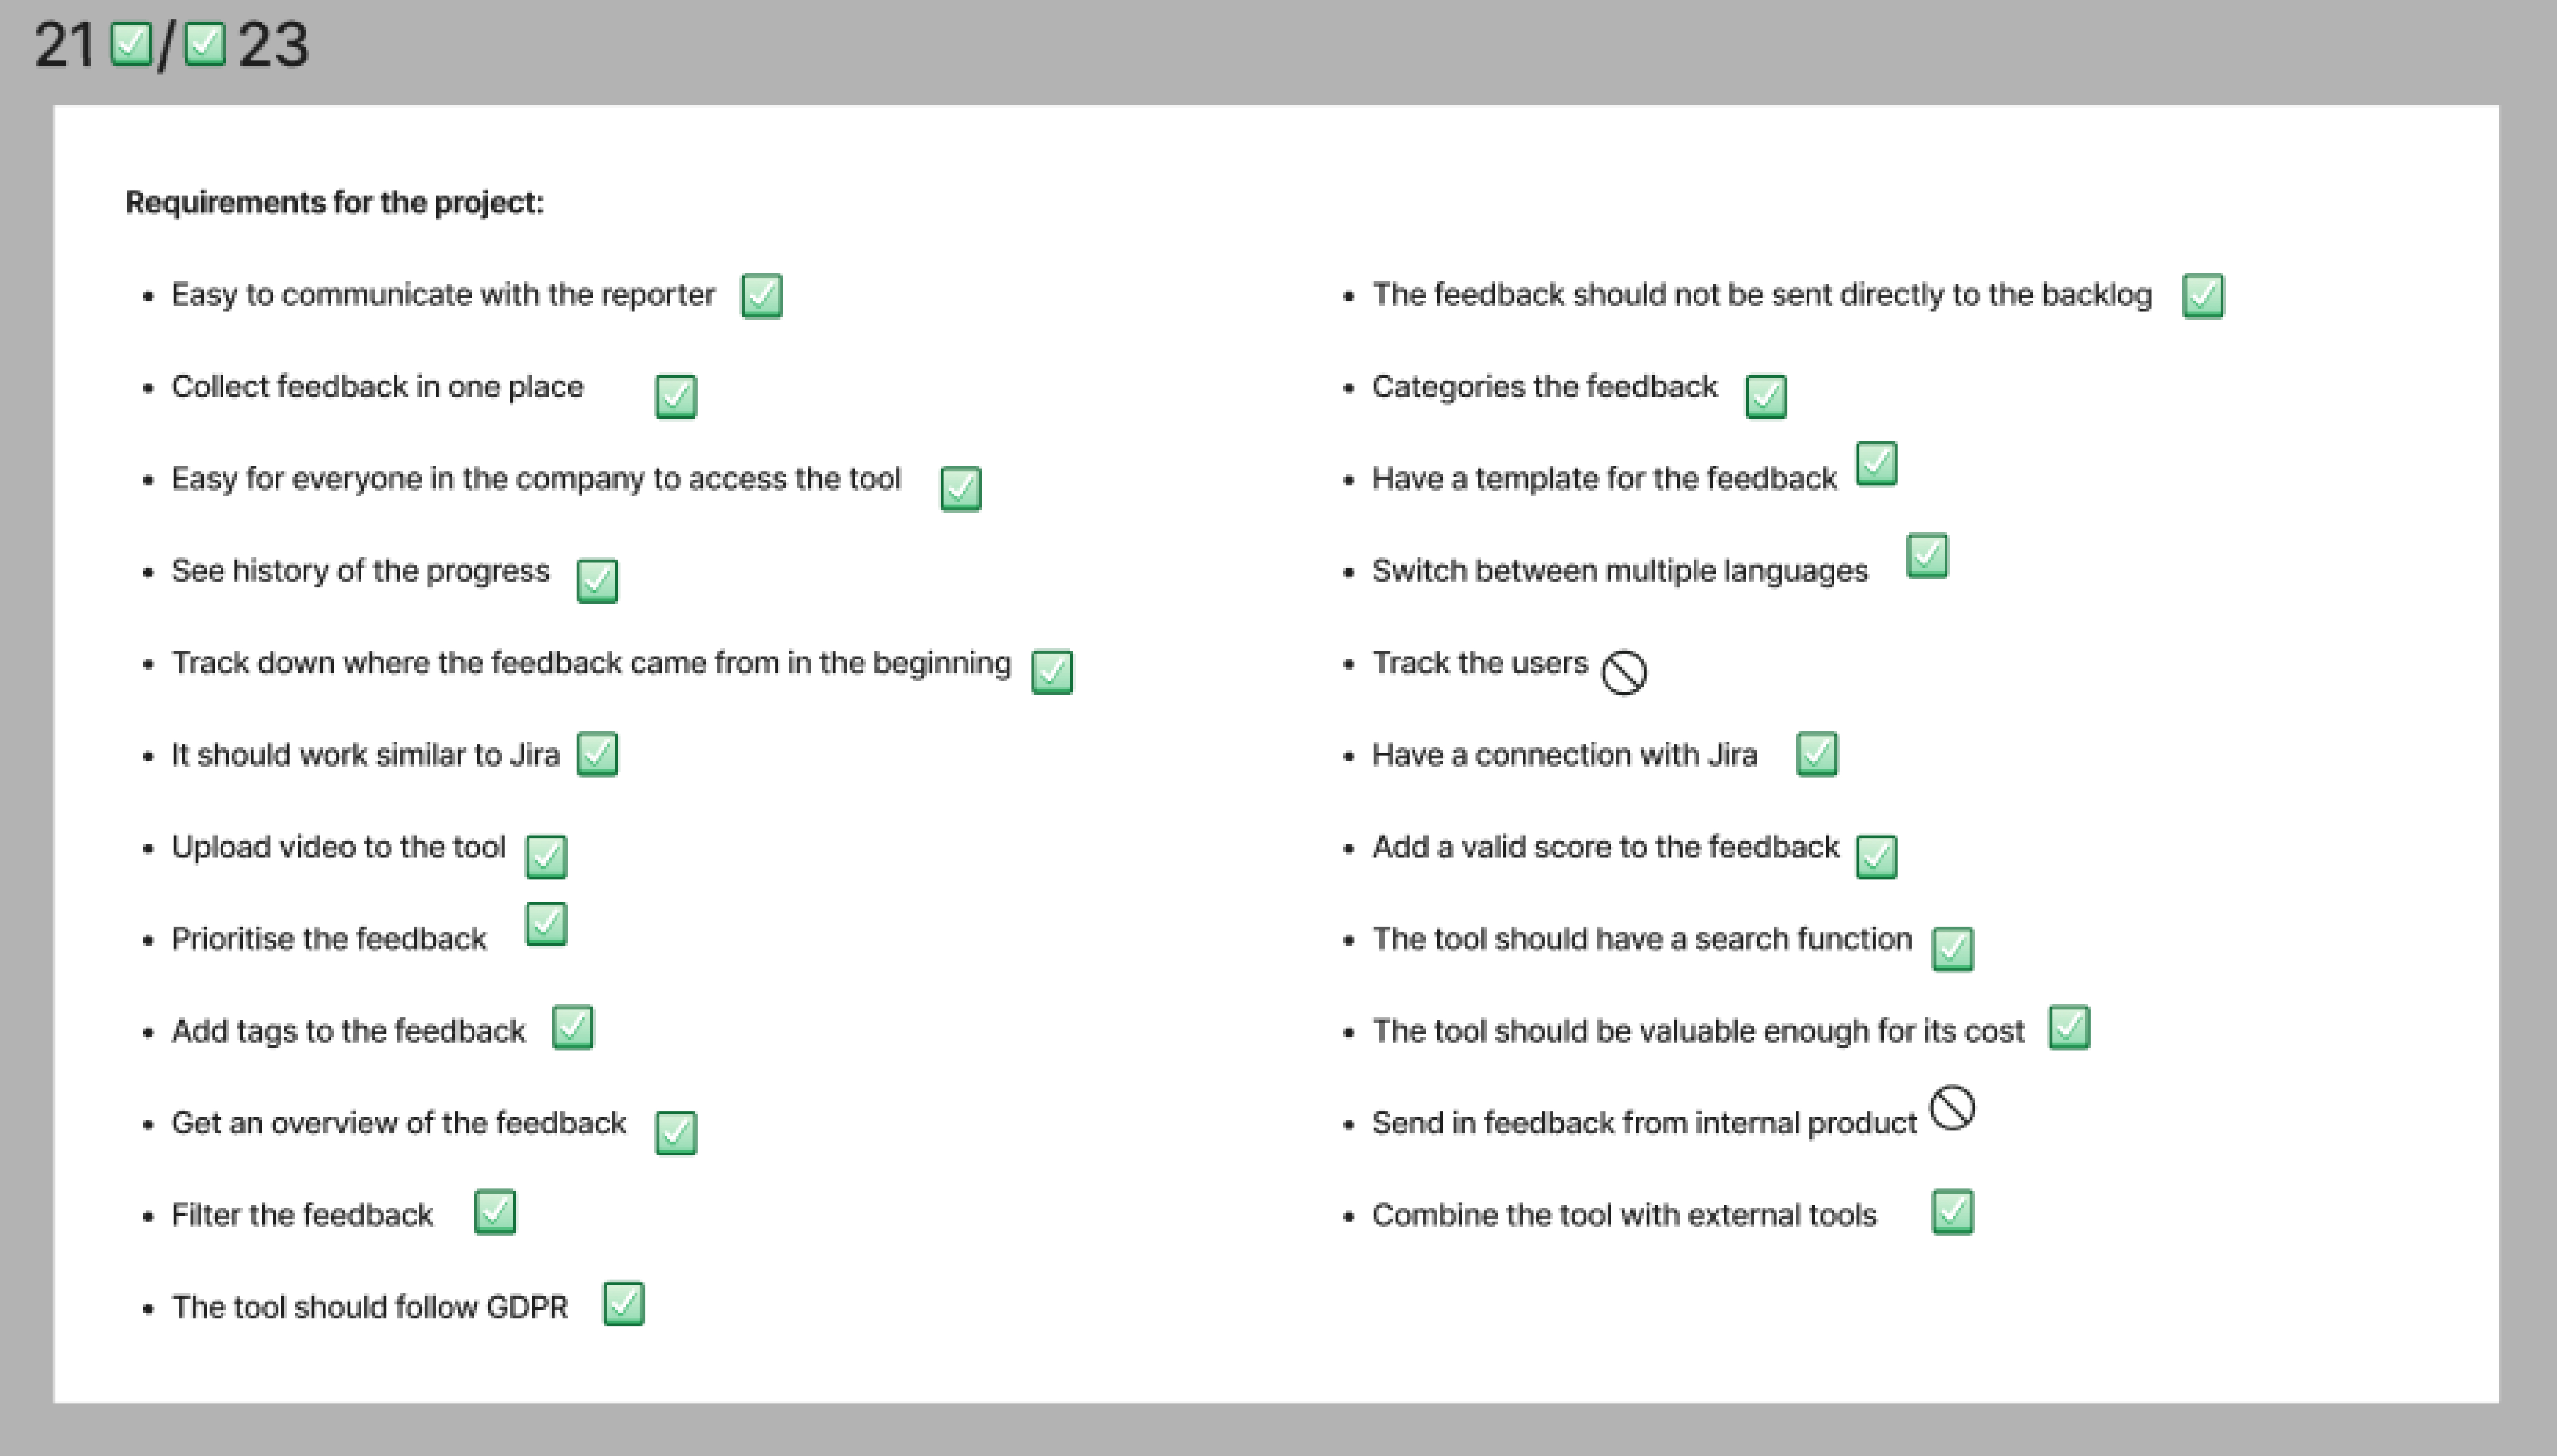 21 ✅/✅ 23
Requirements for the project:
• Easy to communicate with the reporter ✅
• Collect feedback in one place ✅
• Easy for everyone in the company to access the tool ✅
• See history of the progress ✅
• Track down where the feedback came from in the beginning ✅
• It should work similar to Jira ✅
• Upload video to the tool ✅
• Prioritise the feedback ✅
• Add tags to the feedback ✅
• Get an overview of the feedback ✅
• Filter the feedback ✅
• The tool should follow GDPR ✅
• The feedback should not be sent directly to the backlog ✅
• Categories the feedback ✅
• Have a template for the feedback ✅
• Switch between multiple languages ✅
• Track the users 🚫
• Have a connection with Jira ✅
• Add a valid score to the feedback ✅
• The tool should have a search function ✅
• The tool should be valuable enough for its cost ✅
• Send in feedback from internal product 🚫
• Combine the tool with external tools ✅